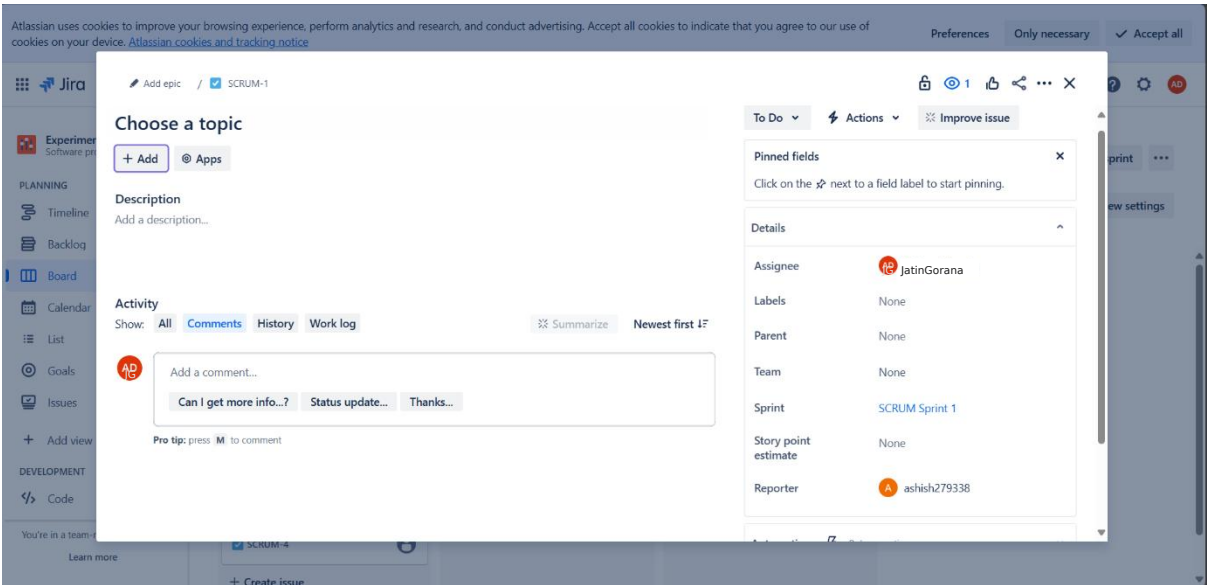 Atlassian uses cookies to improve your browsing experience, perform analytics and research, and conduct advertising. Accept all cookies to indicate that you agree to our use of
cookies on your device. Atlassian cookies and tracking notice
Preferences
Only necessary
Accept all
Jira
AD
Add epic / SCRUM-1
1
Choose a topic
+ Add
Apps
Description
Add a description...
Activity
Show: All Comments History Work log
Summarize
Newest first
Add a comment...
Can I get more info...? Status update... Thanks...
Pro tip: press M to comment
To Do
Actions
Improve issue
Pinned fields
Click on the next to a field label to start pinning.
Details
Assignee JatinGorana
Labels None
Parent None
Team None
Sprint SCRUM Sprint 1
Story point estimate None
Reporter A ashish279338
Experimen
Software pr
PLANNING
Timeline
Backlog
Board
Calendar
List
Goals
Issues
+ Add view
DEVELOPMENT
Code
You're in a team-
Learn more
SCRUM-4
+ Create issue
print
ew settings